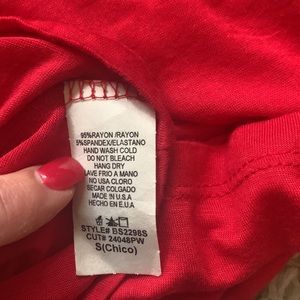 95%RAYON /RAYON
5%SPANDEX/ELASTANO
HAND WASH COLD
DO NOT BLEACH
HANG DRY
LAVE FRIO A MANO
NO USA CLORO
SECAR COLGADO
MADE IN U.S.A
HECHO EN E.U.A
STYLE# BS2298S
CUT# 24048PW
S(Chico)